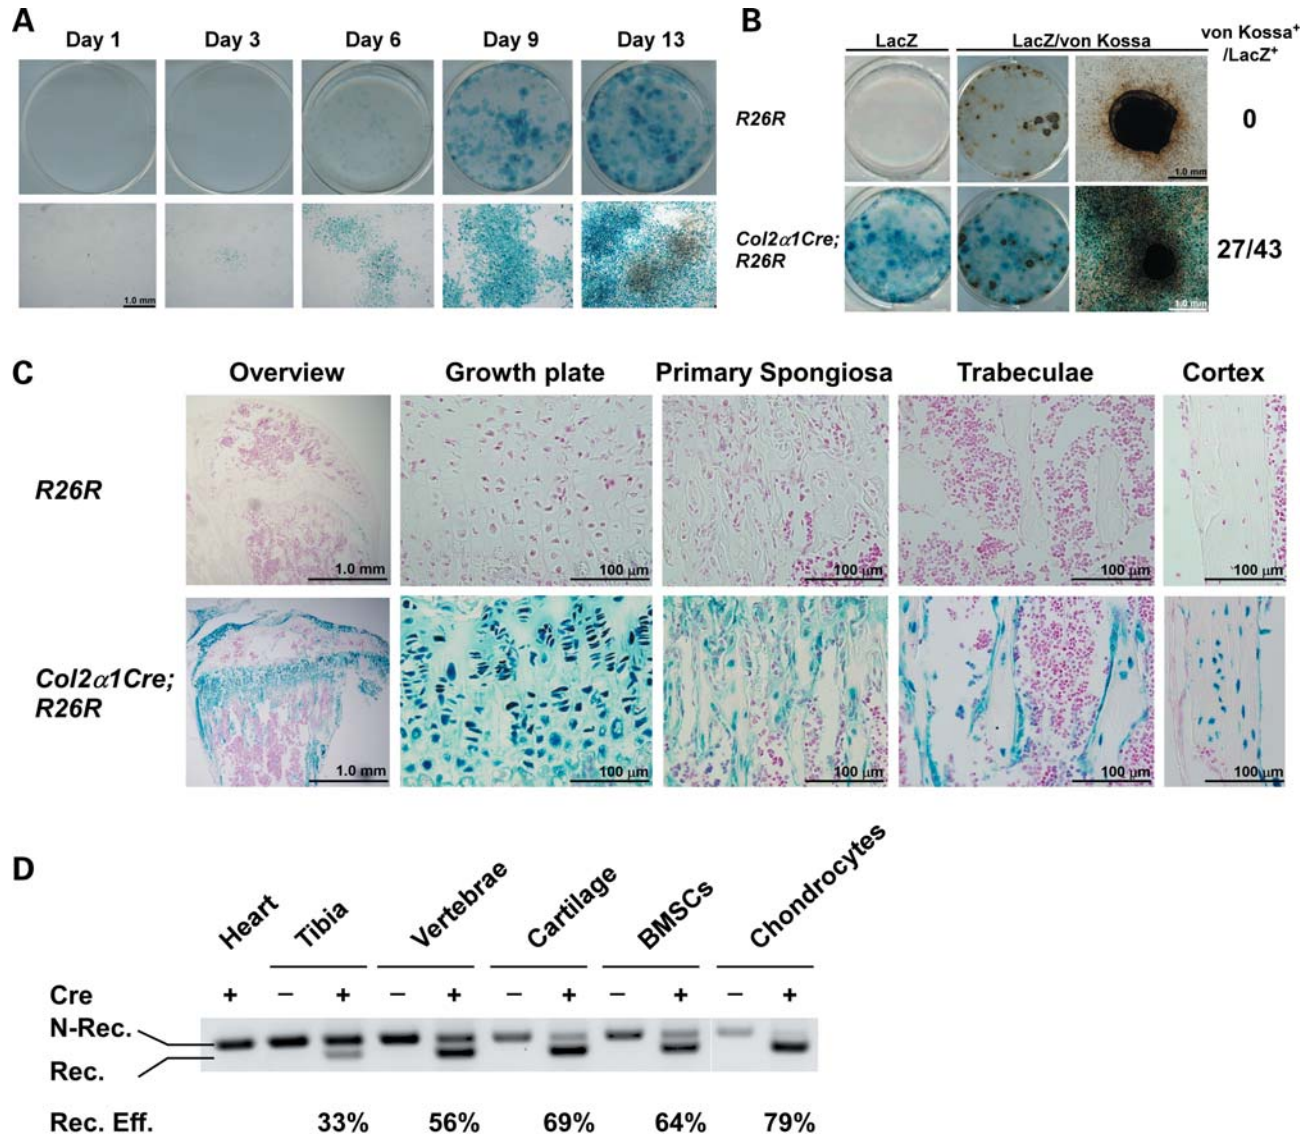 A
Day 1 Day 3 Day 6 Day 9 Day 13
1.0 mm
B
LacZ LacZ/von Kossa von Kossa⁺
/LacZ⁺
R26R
1.0 mm
0
Col2α1Cre;
R26R
1.0 mm
27/43
C
Overview Growth plate Primary Spongiosa Trabeculae Cortex
R26R
1.0 mm 100 μm 100 μm 100 μm 100 μm
Col2α1Cre;
R26R
1.0 mm 100 μm 100 μm 100 μm 100 μm
D
Heart Tibia Vertebrae Cartilage BMSCs Chondrocytes
Cre + − + − + − + − + − +
N-Rec.
Rec.
Rec. Eff. 33% 56% 69% 64% 79%